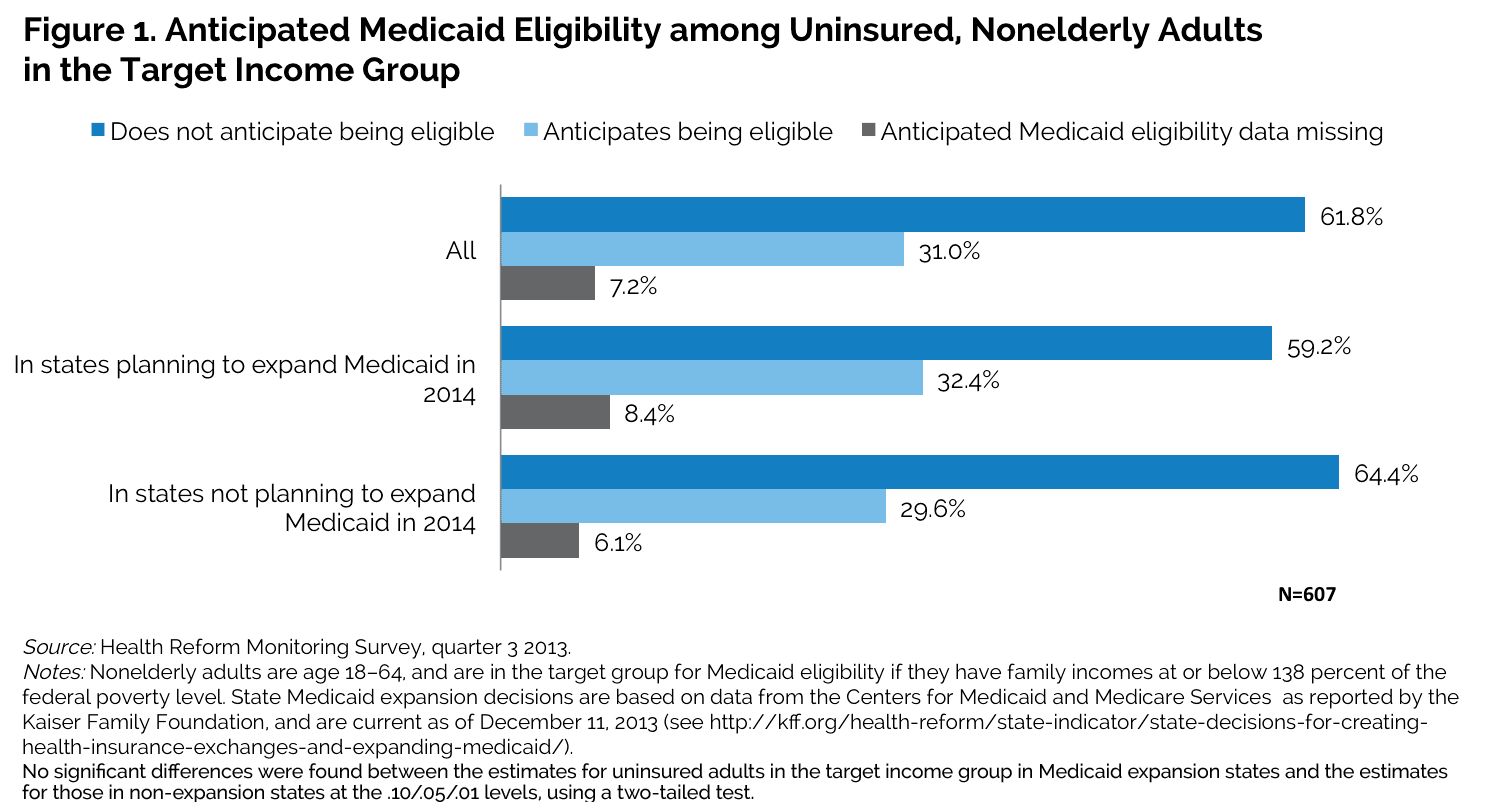 Figure 1. Anticipated Medicaid Eligibility among Uninsured, Nonelderly Adults
in the Target Income Group
Does not anticipate being eligible
Anticipates being eligible
Anticipated Medicaid eligibility data missing
All
61.8%
31.0%
7.2%
In states planning to expand Medicaid in
2014
59.2%
32.4%
8.4%
In states not planning to expand
Medicaid in 2014
64.4%
29.6%
6.1%
N=607
Source: Health Reform Monitoring Survey, quarter 3 2013.
Notes: Nonelderly adults are age 18–64, and are in the target group for Medicaid eligibility if they have family incomes at or below 138 percent of the
federal poverty level. State Medicaid expansion decisions are based on data from the Centers for Medicaid and Medicare Services as reported by the
Kaiser Family Foundation, and are current as of December 11, 2013 (see http://kff.org/health-reform/state-indicator/state-decisions-for-creating-
health-insurance-exchanges-and-expanding-medicaid/).
No significant differences were found between the estimates for uninsured adults in the target income group in Medicaid expansion states and the estimates
for those in non-expansion states at the .10/.05/.01 levels, using a two-tailed test.